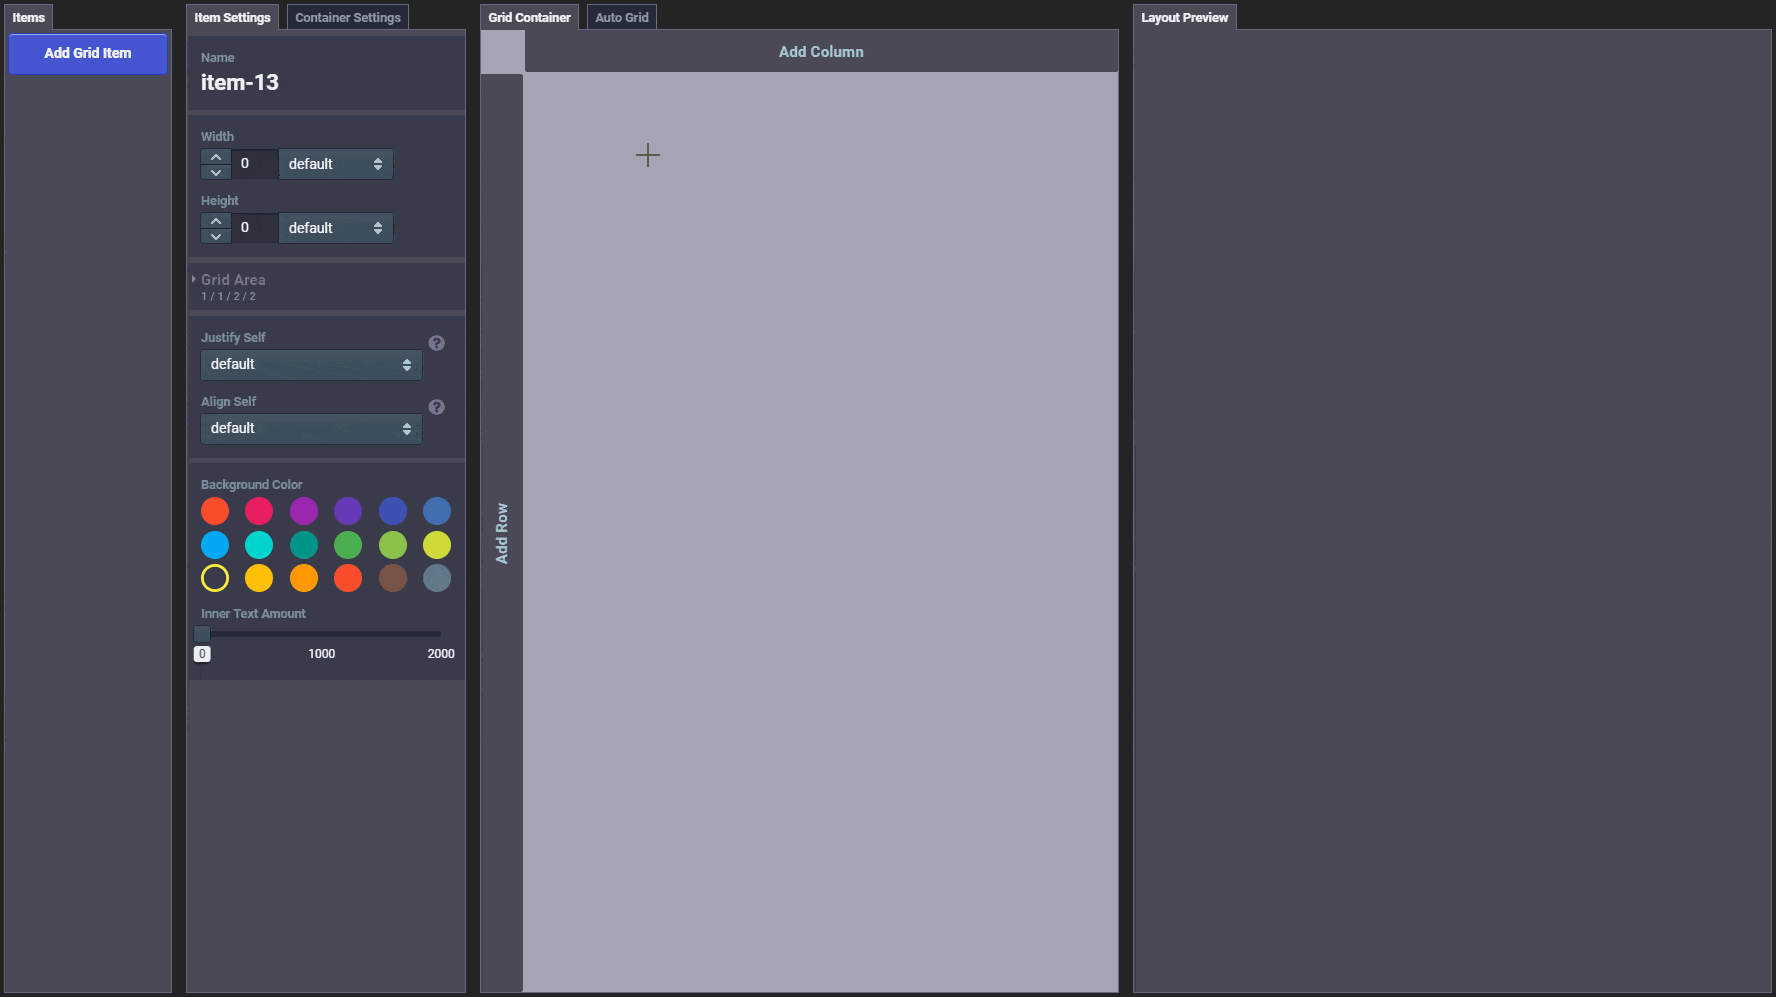 Items
Add Grid Item
Item Settings
Container Settings
Name
item-13
Width
0
default
Height
0
default
Grid Area
1 / 1 / 2 / 2
Justify Self
?
default
Align Self
?
default
Background Color
Inner Text Amount
0
1000
2000
Grid Container
Auto Grid
Add Column
Add Row
Layout Preview